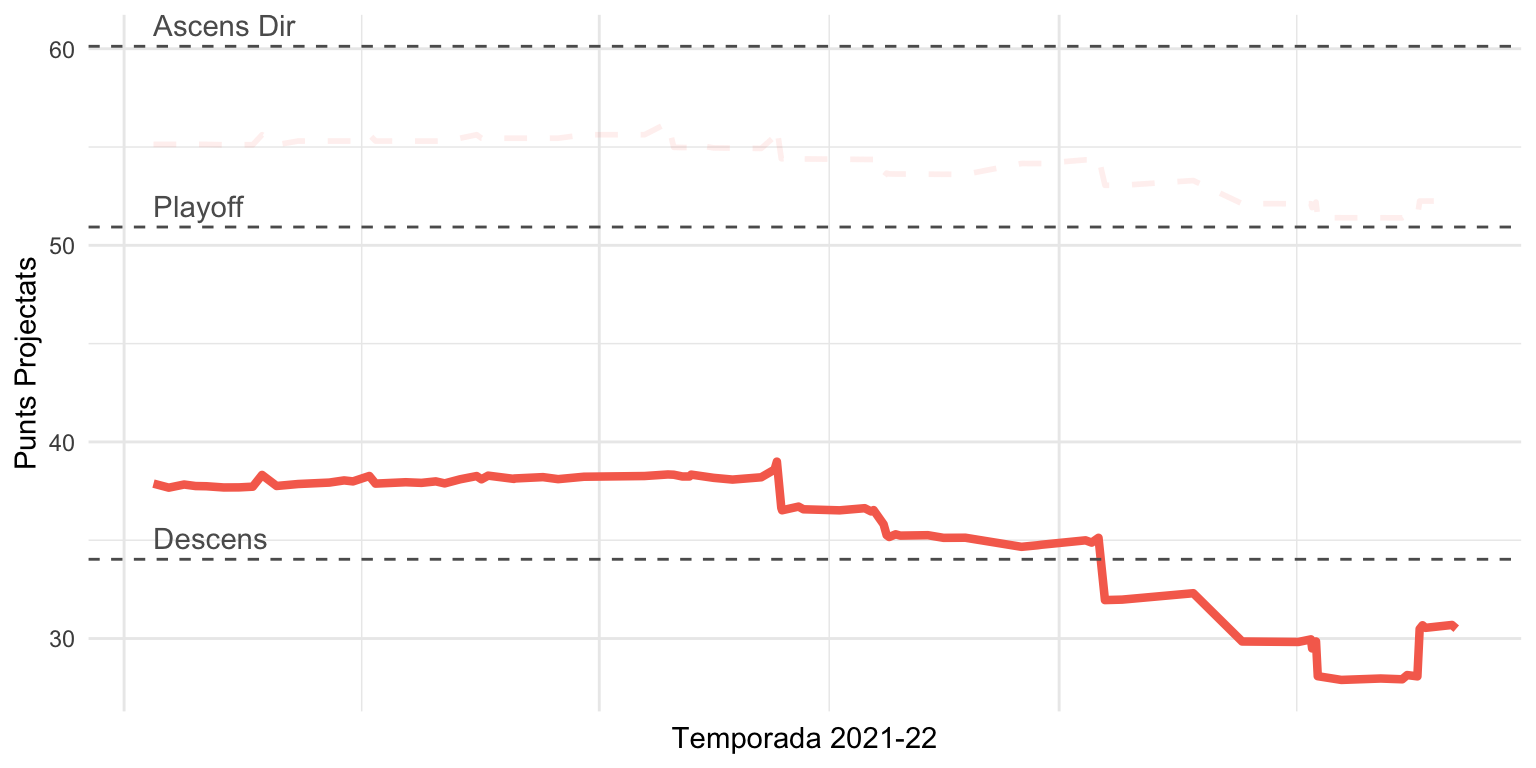 Ascens Dir
60
Playoff
50
Punts Projectats
40
Descens
30
Temporada 2021-22